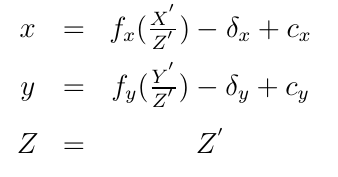 x = f_x(X'/Z') − δ_x + c_x
y = f_y(Y'/Z') − δ_y + c_y
Z = Z'